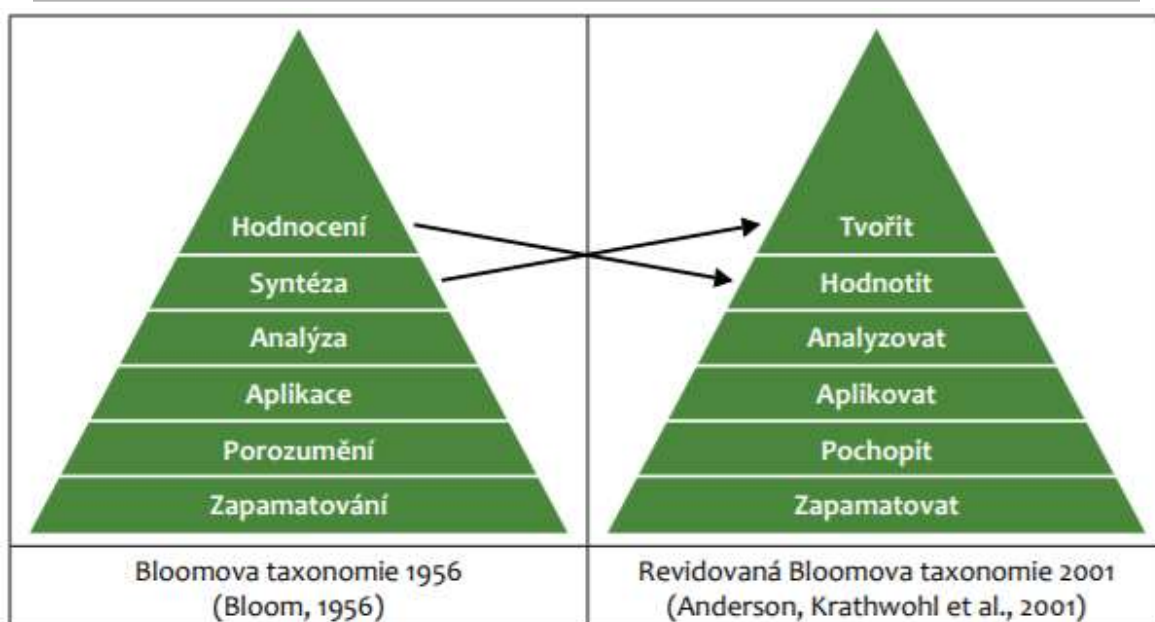 Hodnocení
Syntéza
Analýza
Aplikace
Porozumění
Zapamatování
Bloomova taxonomie 1956
(Bloom, 1956)
Tvořit
Hodnotit
Analyzovat
Aplikovat
Pochopit
Zapamatovat
Revidovaná Bloomova taxonomie 2001
(Anderson, Krathwohl et al., 2001)